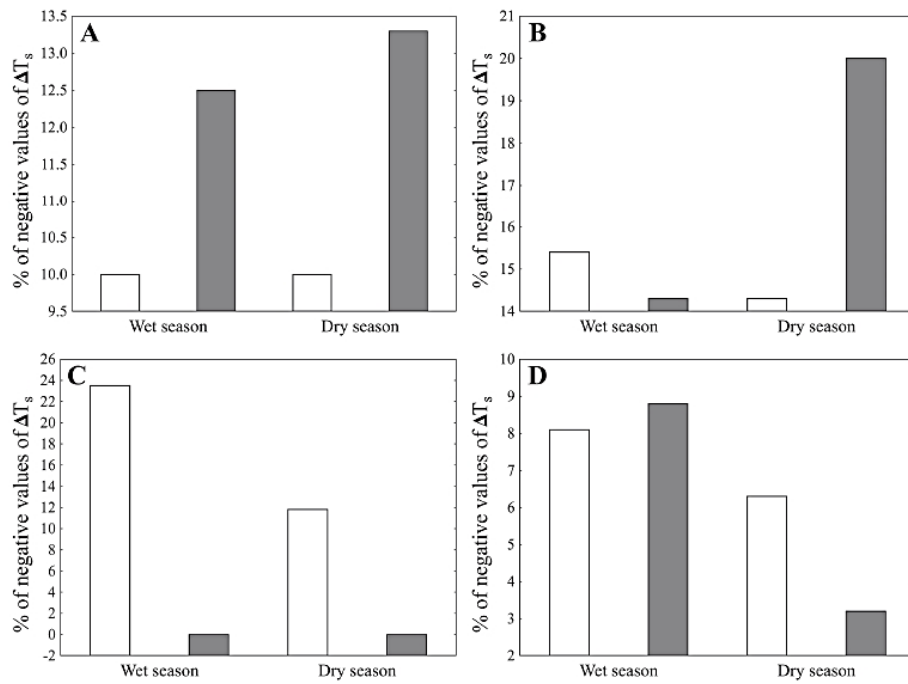 A
% of negative values of ΔTs
13.5
13.0
12.5
12.0
11.5
11.0
10.5
10.0
9.5
Wet season
Dry season
B
% of negative values of ΔTs
21
20
19
18
17
16
15
14
Wet season
Dry season
C
% of negative values of ΔTs
26
24
22
20
18
16
14
12
10
8
6
4
2
0
-2
Wet season
Dry season
D
% of negative values of ΔTs
10
9
8
7
6
5
4
3
2
Wet season
Dry season